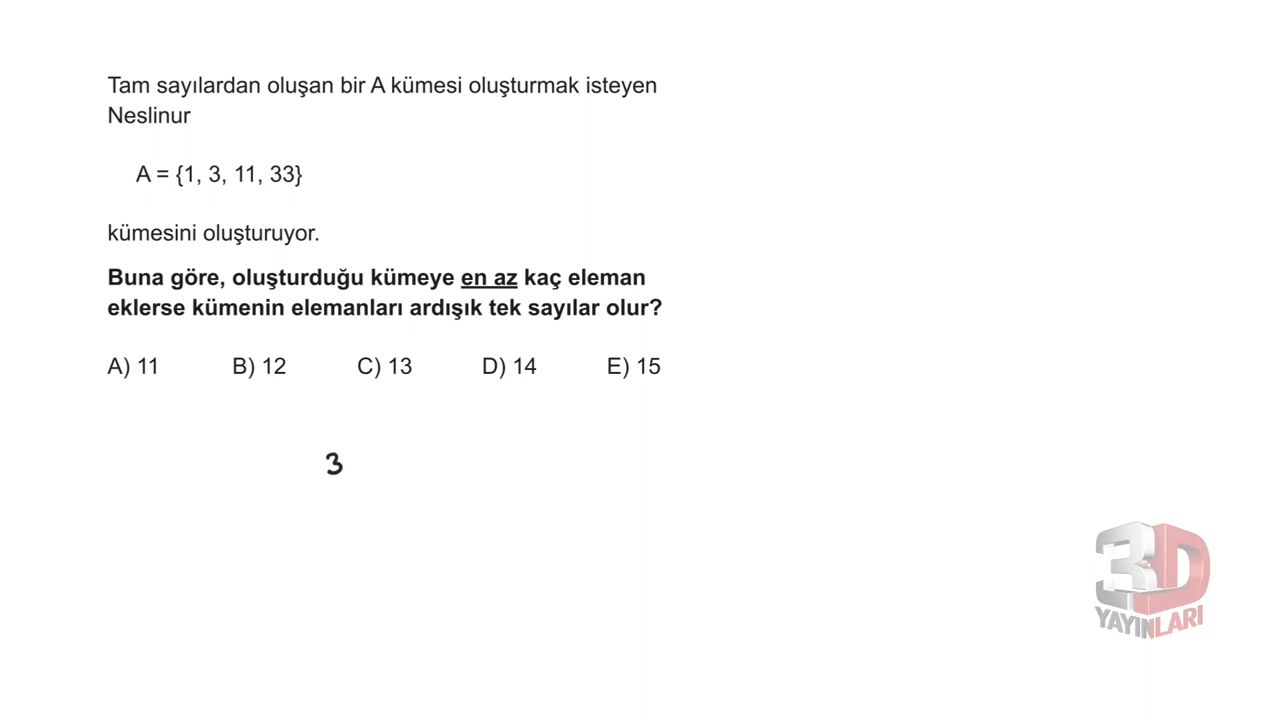 Tam sayılardan oluşan bir A kümesi oluşturmak isteyen
Neslinur
A = {1, 3, 11, 33}
kümesini oluşturuyor.
Buna göre, oluşturduğu kümeye en az kaç eleman
eklerse kümenin elemanları ardışık tek sayılar olur?
A) 11 B) 12 C) 13 D) 14 E) 15
3
3D
YAYINLARI